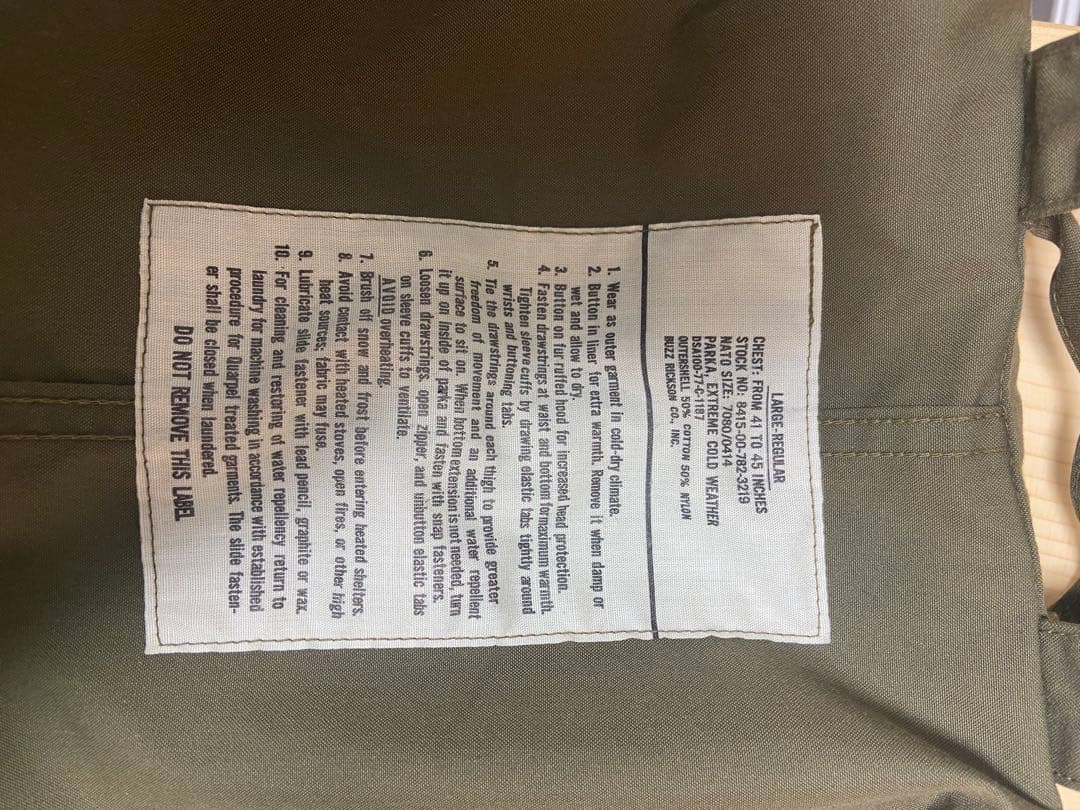 LARGE-REGULAR
CHEST: FROM 41 TO 45 INCHES
STOCK NO: 8415-00-782-3219
NATO SIZE: 7080/0414
PARKA, EXTREME COLD WEATHER
DSA100-77-C-1187
OUTERSHELL 50% COTTON 50% NYLON
BUZZ RICKSON CO., INC.
1. Wear as outer garment in cold-dry climate.
2. Button in liner for extra warmth. Remove it when damp or
wet and allow to dry.
3. Button on fur ruffed hood for increased head protection.
4. Fasten drawstrings at waist and bottom for maximum warmth.
Tighten sleeve cuffs by drawing elastic tabs tightly around
wrists and buttoning tabs.
5. Tie the drawstrings around each thigh to provide greater
freedom of movement and an additional water repellent
surface to sit on. When bottom extension is not needed, turn
it up on inside of parka and fasten with snap fasteners.
6. Loosen drawstrings, open zipper, and unbutton elastic tabs
on sleeve cuffs to ventilate.
AVOID overheating.
7. Brush off snow and frost before entering heated shelters.
8. Avoid contact with heated stoves, open fires, or other high
heat sources; fabric may fuse.
9. Lubricate slide fastener with lead pencil, graphite or wax.
10. For cleaning and restoring of water repellency return to
laundry for machine washing in accordance with established
procedure for Quarpel treated garments. The slide fasten-
er shall be closed when laundered.
DO NOT REMOVE THIS LABEL